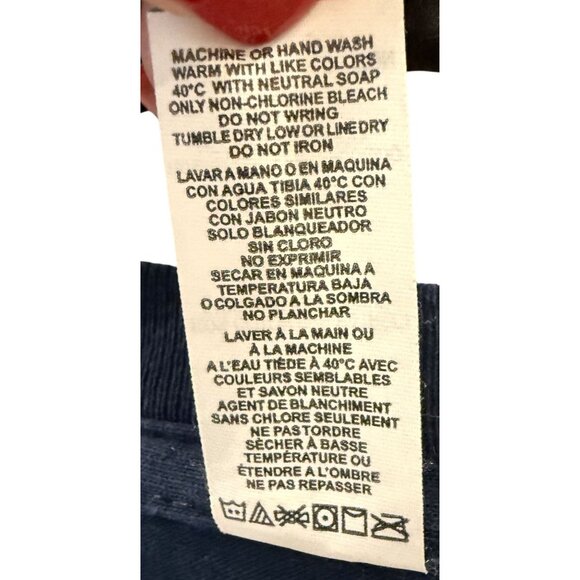 MACHINE OR HAND WASH
WARM WITH LIKE COLORS
40°C WITH NEUTRAL SOAP
ONLY NON-CHLORINE BLEACH
DO NOT WRING
TUMBLE DRY LOW OR LINE DRY
DO NOT IRON
LAVAR A MANO O EN MAQUINA
CON AGUA TIBIA 40°C CON
COLORES SIMILARES
CON JABON NEUTRO
SOLO BLANQUEADOR
SIN CLORO
NO EXPRIMIR
SECAR EN MAQUINA A
TEMPERATURA BAJA
O COLGADO A LA SOMBRA
NO PLANCHAR
LAVER À LA MAIN OU
À LA MACHINE
A L'EAU TIÈDE À 40°C AVEC
COULEURS SEMBLABLES
ET SAVON NEUTRE
AGENT DE BLANCHIMENT
SANS CHLORE SEULEMENT
NE PAS TORDRE
SÈCHER À BASSE
TEMPÉRATURE OU
ÉTENDRE A L'OMBRE
NE PAS REPASSER